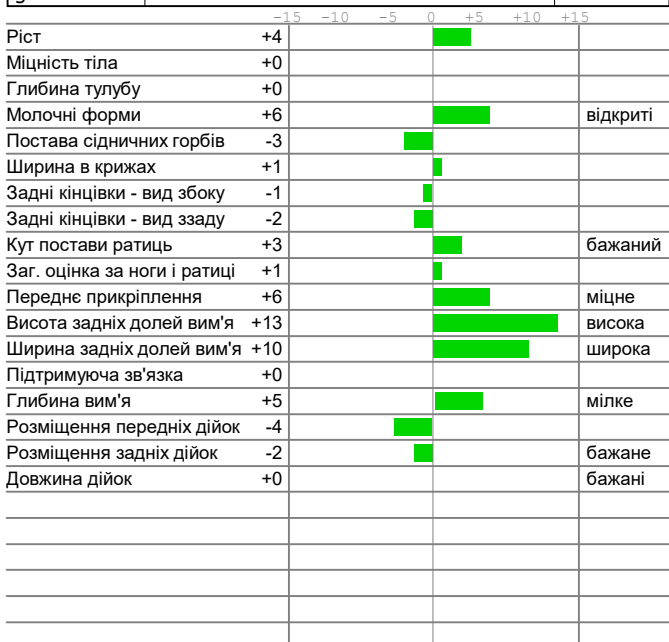 -15 -10 -5 0 +5 +10 +15
Ріст +4
Міцність тіла +0
Глибина тулубу +0
Молочні форми +6 відкриті
Постава сідничних горбів -3
Ширина в крижах +1
Задні кінцівки - вид збоку -1
Задні кінцівки - вид ззаду -2
Кут постави ратиць +3 бажаний
Заг. оцінка за ноги і ратиці +1
Переднє прикріплення +6 міцне
Висота задніх долей вим'я +13 висока
Ширина задніх долей вим'я +10 широка
Підтримуюча зв'язка +0
Глибина вим'я +5 мілке
Розміщення передніх дійок -4
Розміщення задніх дійок -2 бажане
Довжина дійок +0 бажані